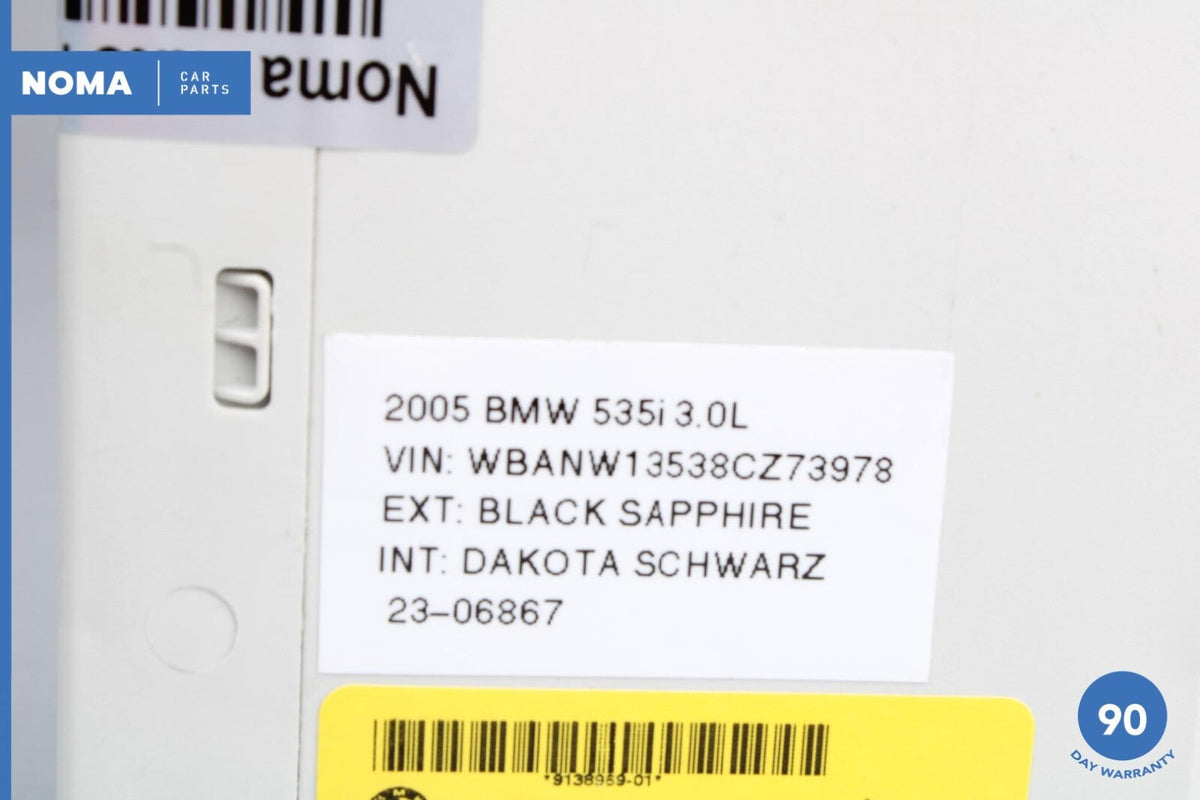 NOMA
CAR
PARTS
Noma
2005 BMW 535i 3.0L
VIN: WBANW13538CZ73978
EXT: BLACK SAPPHIRE
INT: DAKOTA SCHWARZ
23-06867
*9138959-01*
90
DAY WARRANTY